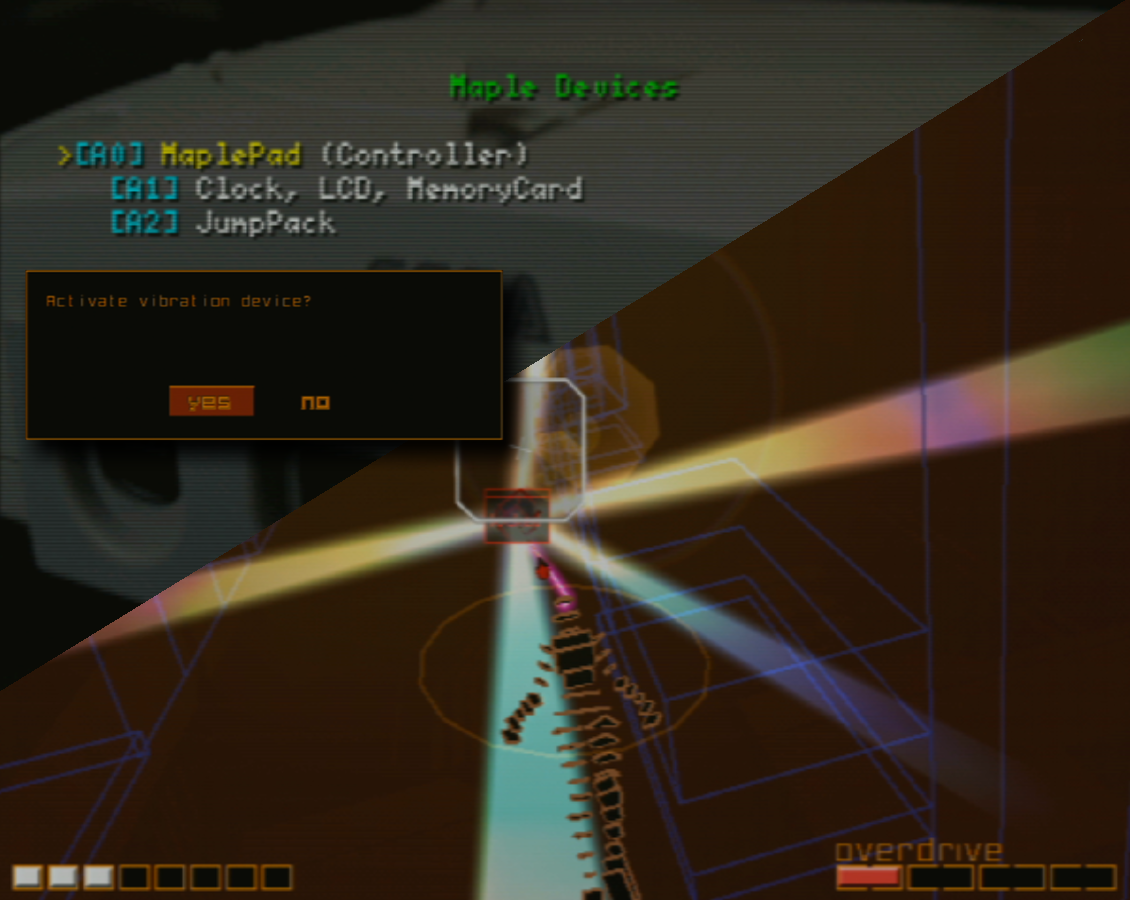 Maple Devices
>[A0] MaplePad (Controller)
[A1] Clock, LCD, MemoryCard
[A2] JumpPack
Activate vibration device?
yes no
overdrive